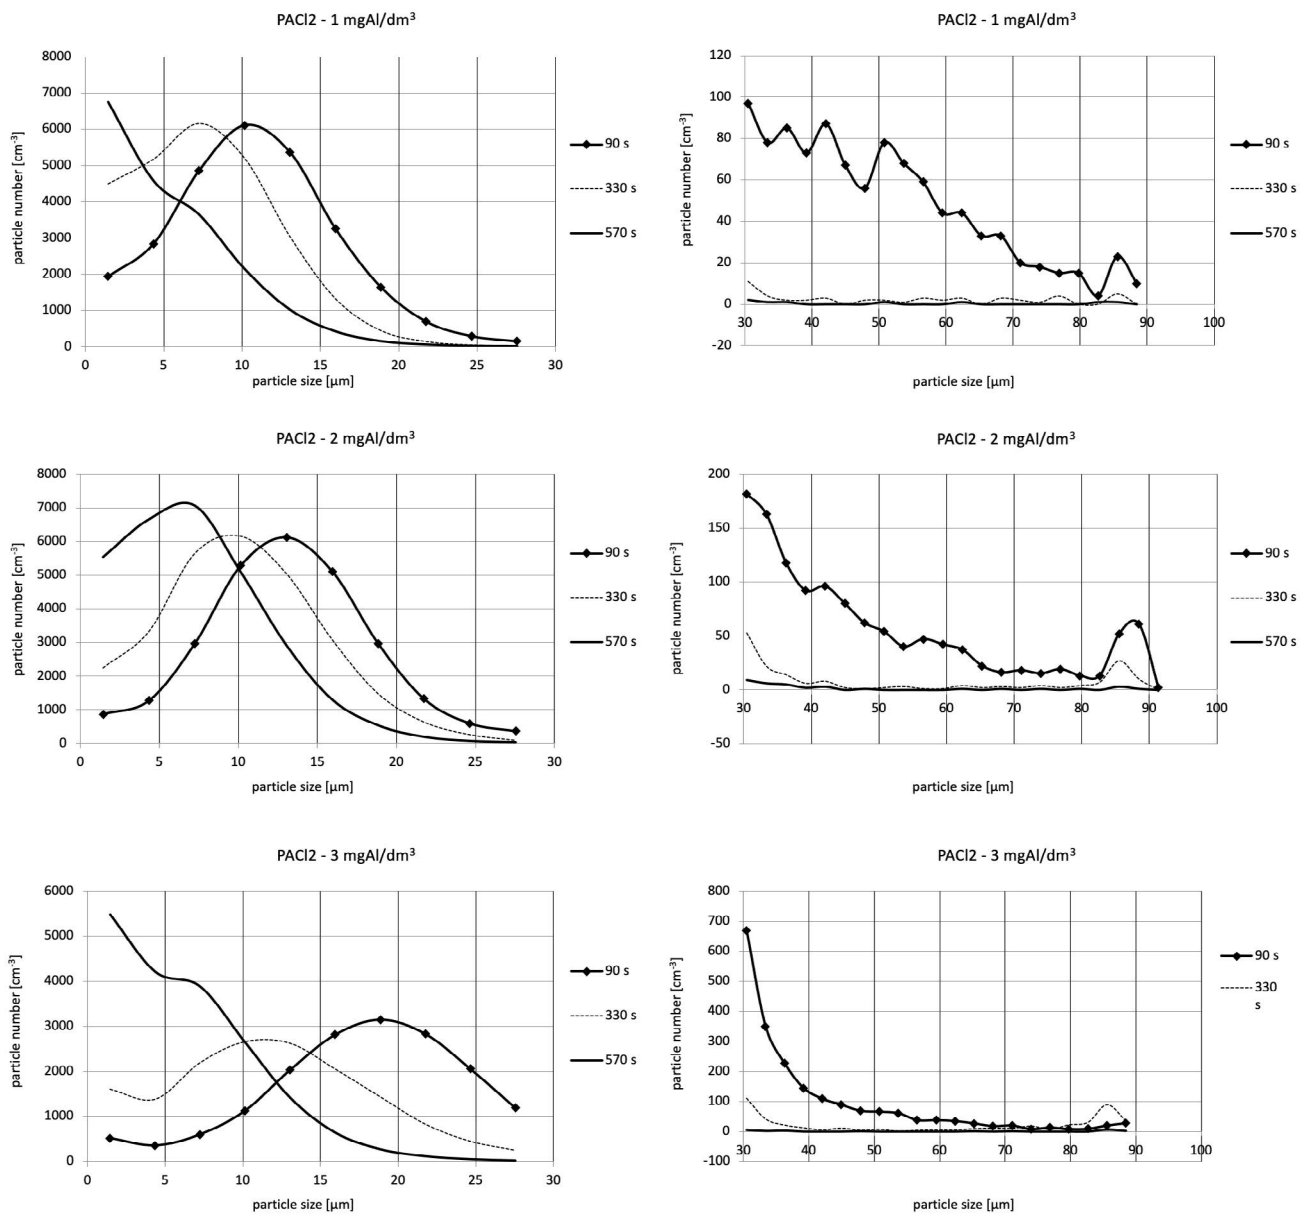 PACl2 - 1 mgAl/dm³
particle number [cm⁻³]
8000
7000
6000
5000
4000
3000
2000
1000
0
0 5 10 15 20 25 30
particle size [µm]
90 s
330 s
570 s
PACl2 - 1 mgAl/dm³
particle number [cm⁻³]
120
100
80
60
40
20
0
-20
30 40 50 60 70 80 90 100
particle size [µm]
90 s
330 s
570 s
PACl2 - 2 mgAl/dm³
particle number [cm⁻³]
8000
7000
6000
5000
4000
3000
2000
1000
0
0 5 10 15 20 25 30
particle size [µm]
90 s
330 s
570 s
PACl2 - 2 mgAl/dm³
particle number [cm⁻³]
200
150
100
50
0
-50
30 40 50 60 70 80 90 100
particle size [µm]
90 s
330 s
570 s
PACl2 - 3 mgAl/dm³
particle number [cm⁻³]
6000
5000
4000
3000
2000
1000
0
0 5 10 15 20 25 30
particle size [µm]
90 s
330 s
570 s
PACl2 - 3 mgAl/dm³
particle number [cm⁻³]
800
700
600
500
400
300
200
100
0
-100
30 40 50 60 70 80 90 100
particle size [µm]
90 s
330
s